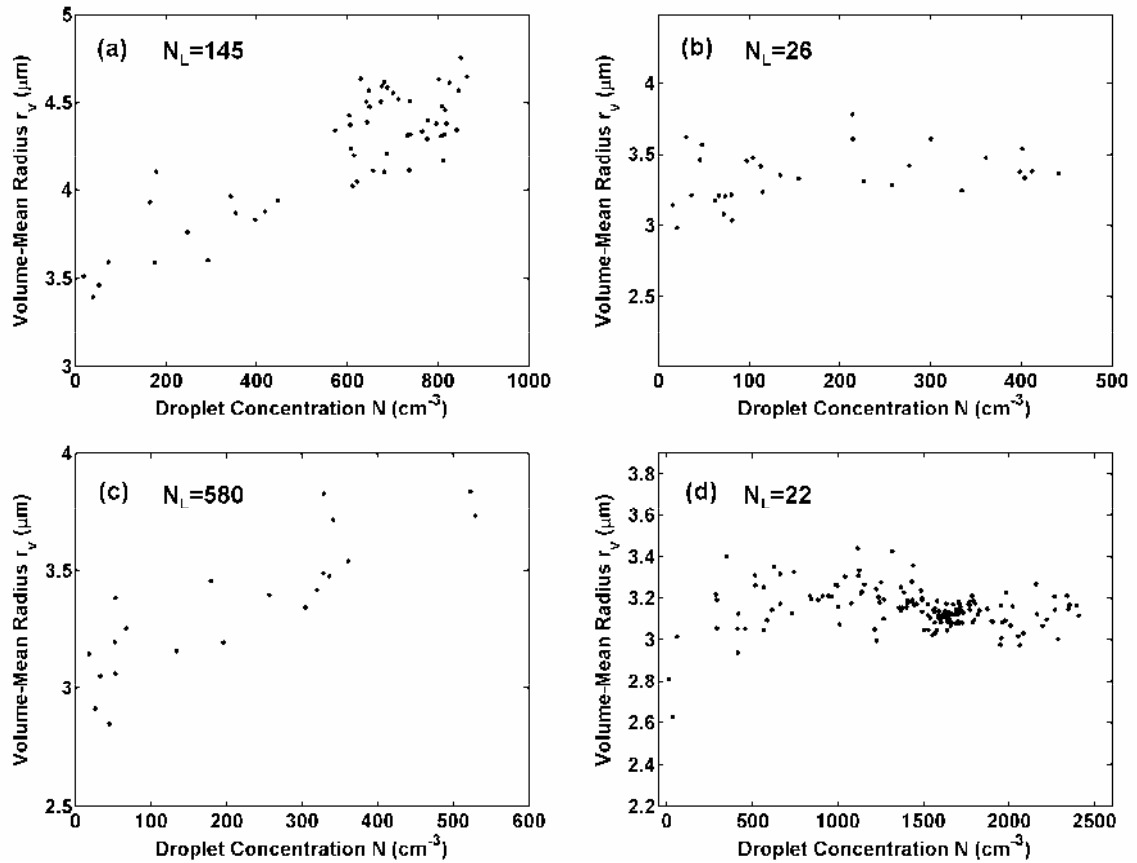 (a) N_L=145
5
4.5
4
3.5
3
Volume-Mean Radius r_v (μm)
0 200 400 600 800 1000
Droplet Concentration N (cm⁻³)
(b) N_L=26
4
3.5
3
2.5
Volume-Mean Radius r_v (μm)
0 100 200 300 400 500
Droplet Concentration N (cm⁻³)
(c) N_L=580
4
3.5
3
2.5
Volume-Mean Radius r_v (μm)
0 100 200 300 400 500 600
Droplet Concentration N (cm⁻³)
(d) N_L=22
3.8
3.6
3.4
3.2
3
2.8
2.6
2.4
2.2
Volume-Mean Radius r_v (μm)
0 500 1000 1500 2000 2500
Droplet Concentration N (cm⁻³)